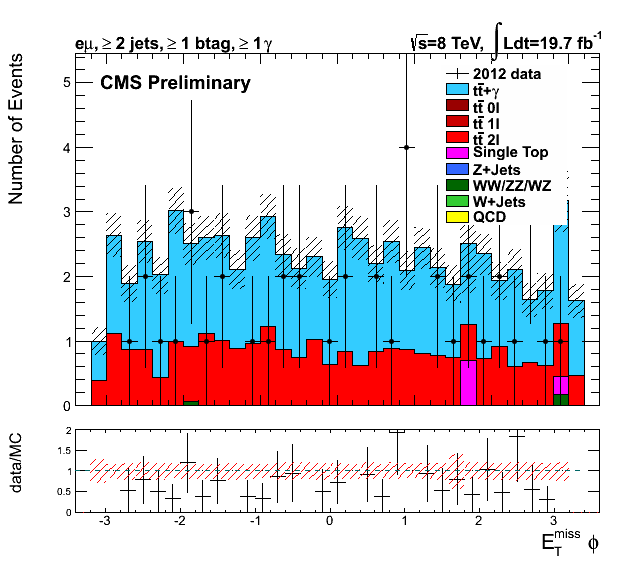 eμ, ≥ 2 jets, ≥ 1 btag, ≥ 1 γ
√s=8 TeV, ∫ Ldt=19.7 fb⁻¹
CMS Preliminary
2012 data
tt̄+γ
tt̄ 0l
tt̄ 1l
tt̄ 2l
Single Top
Z+Jets
WW/ZZ/WZ
W+Jets
QCD
Number of Events
5
4
3
2
1
0
data/MC
2
1.5
1
0.5
0
-3 -2 -1 0 1 2 3
E_T^miss ϕ